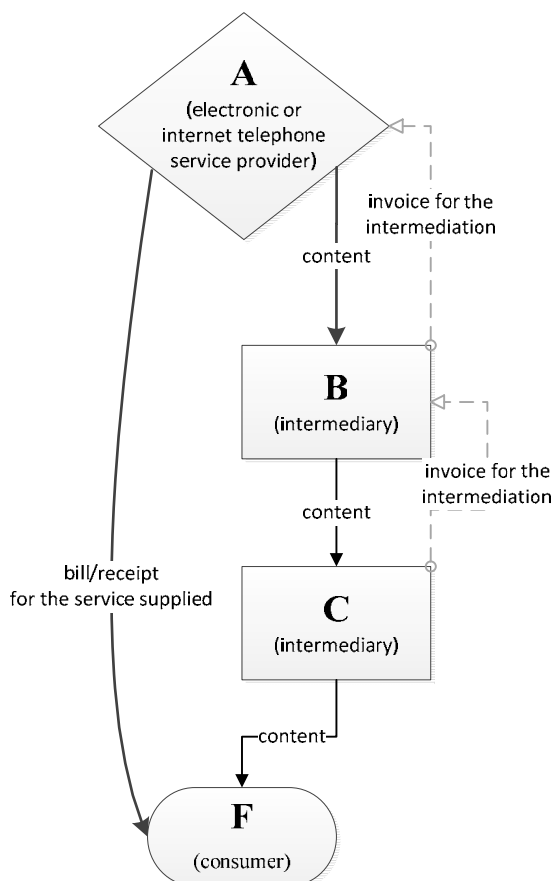 A
(electronic or
internet telephone
service provider)
invoice for the
intermediation
content
B
(intermediary)
invoice for the
intermediation
content
bill/receipt
for the service supplied
C
(intermediary)
content
F
(consumer)